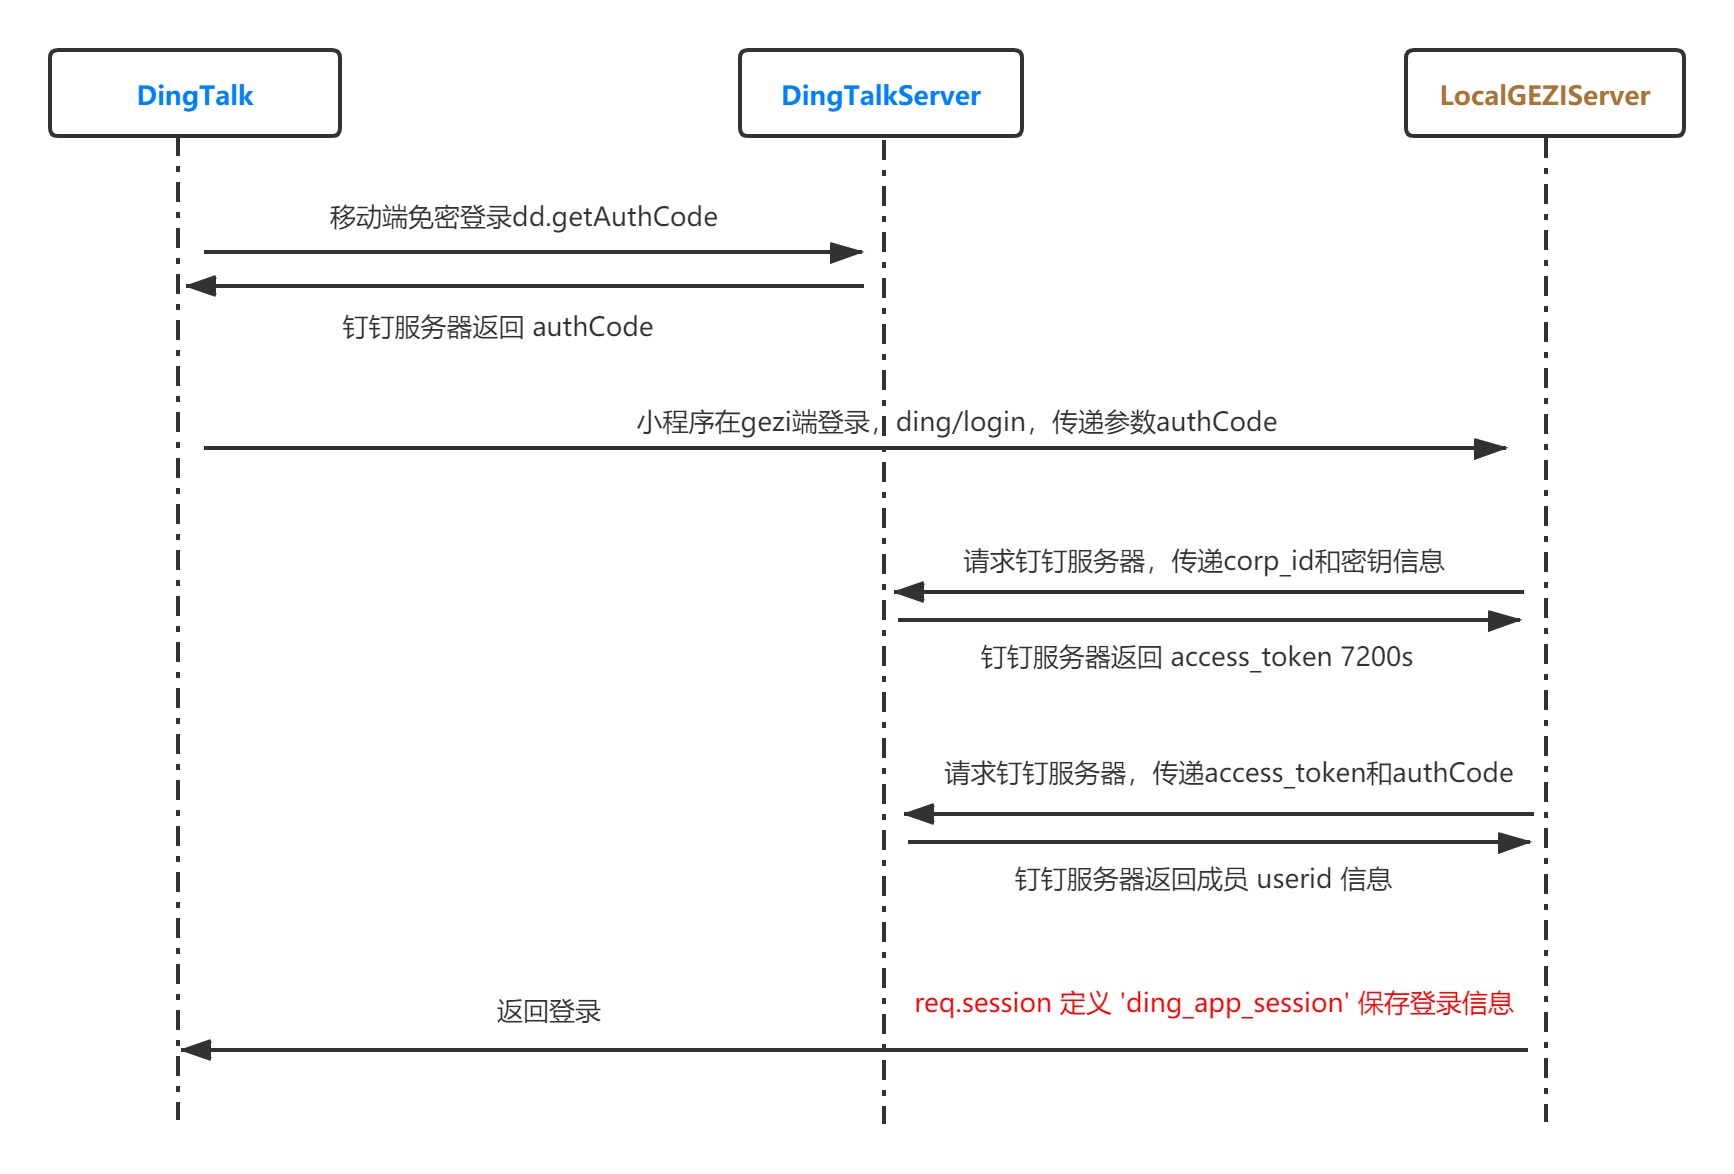 DingTalk
DingTalkServer
LocalGEZIServer
移动端免密登录dd.getAuthCode
钉钉服务器返回 authCode
小程序在gezi端登录，ding/login，传递参数authCode
请求钉钉服务器，传递corp_id和密钥信息
钉钉服务器返回 access_token 7200s
请求钉钉服务器，传递access_token和authCode
钉钉服务器返回成员 userid 信息
返回登录
req.session 定义 'ding_app_session' 保存登录信息